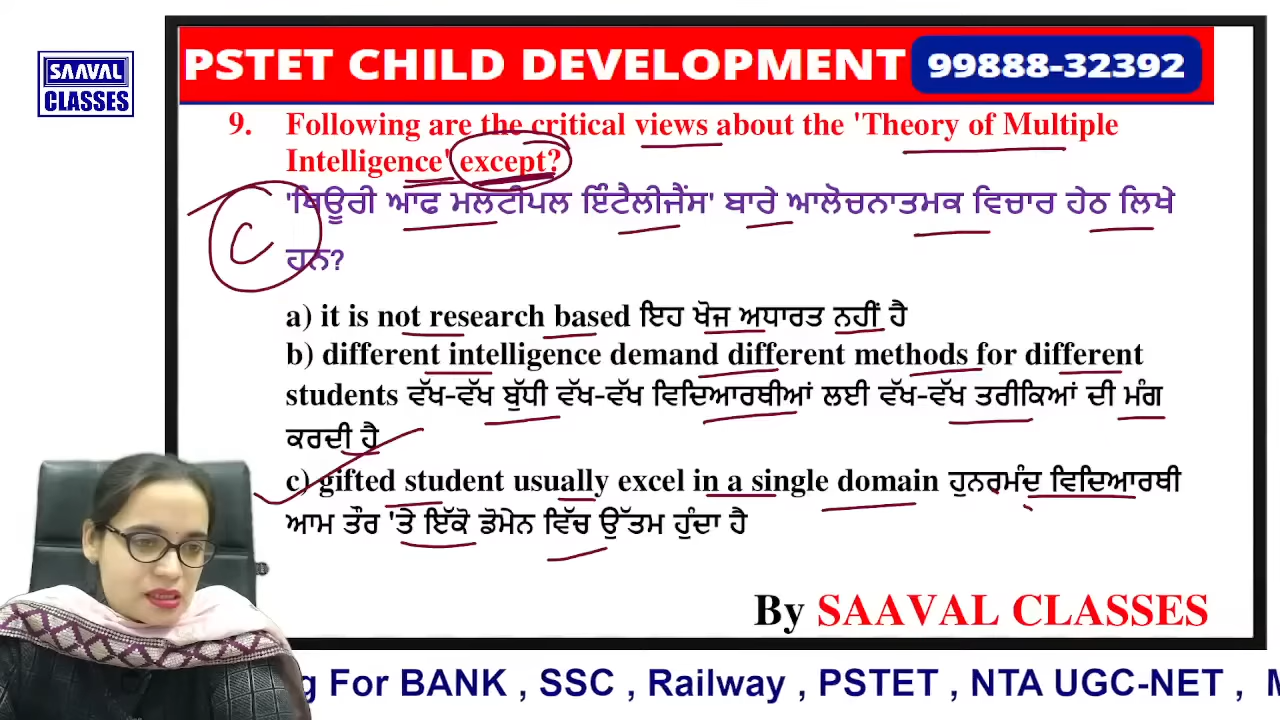 SAAVAL
CLASSES
PSTET CHILD DEVELOPMENT 99888-32392
9. Following are the critical views about the 'Theory of Multiple
Intelligence' except?
'ਥਿਊਰੀ ਆਫ ਮਲਟੀਪਲ ਇੰਟੈਲੀਜੈਂਸ' ਬਾਰੇ ਆਲੋਚਨਾਤਮਕ ਵਿਚਾਰ ਹੇਠ ਲਿਖੇ
C
ਹਨ?
a) it is not research based ਇਹ ਖੋਜ ਅਧਾਰਤ ਨਹੀਂ ਹੈ
b) different intelligence demand different methods for different
students ਵੱਖ-ਵੱਖ ਬੁੱਧੀ ਵੱਖ-ਵੱਖ ਵਿਦਿਆਰਥੀਆਂ ਲਈ ਵੱਖ-ਵੱਖ ਤਰੀਕਿਆਂ ਦੀ ਮੰਗ
ਕਰਦੀ ਹੈ
c) gifted student usually excel in a single domain ਹੁਨਰਮੰਦ ਵਿਦਿਆਰਥੀ
ਆਮ ਤੌਰ 'ਤੇ ਇੱਕੋ ਡੋਮੇਨ ਵਿੱਚ ਉੱਤਮ ਹੁੰਦਾ ਹੈ
By SAAVAL CLASSES
For BANK , SSC , Railway , PSTET , NTA UGC-NET ,